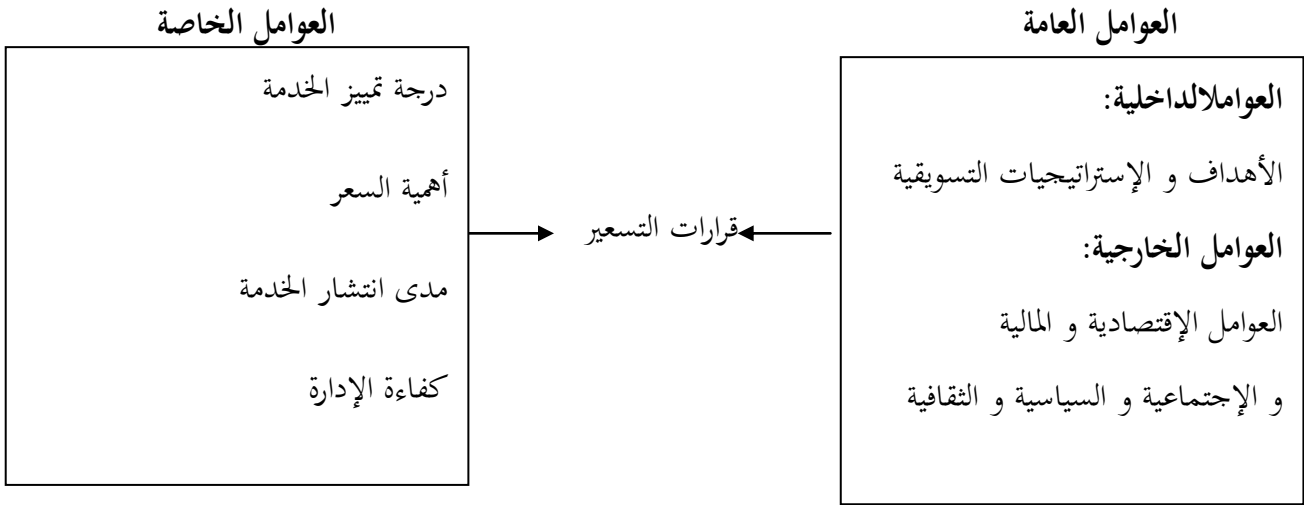 العوامل العامة
العواملالداخلية:
الأهداف و الإستراتيجيات التسويقية
العوامل الخارجية:
العوامل الإقتصادية و المالية
و الإجتماعية و السياسية و الثقافية
قرارات التسعير
العوامل الخاصة
درجة تمييز الخدمة
أهمية السعر
مدى انتشار الخدمة
كفاءة الإدارة